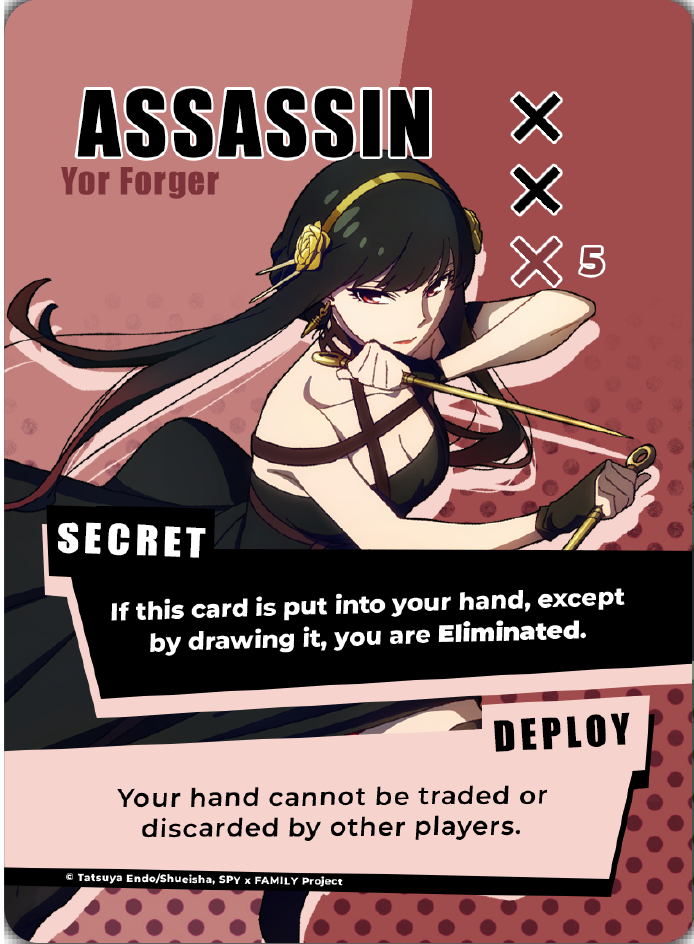 ASSASSIN
Yor Forger
5
SECRET
If this card is put into your hand, except
by drawing it, you are Eliminated.
DEPLOY
Your hand cannot be traded or
discarded by other players.
© Tatsuya Endo/Shueisha, SPY x FAMILY Project